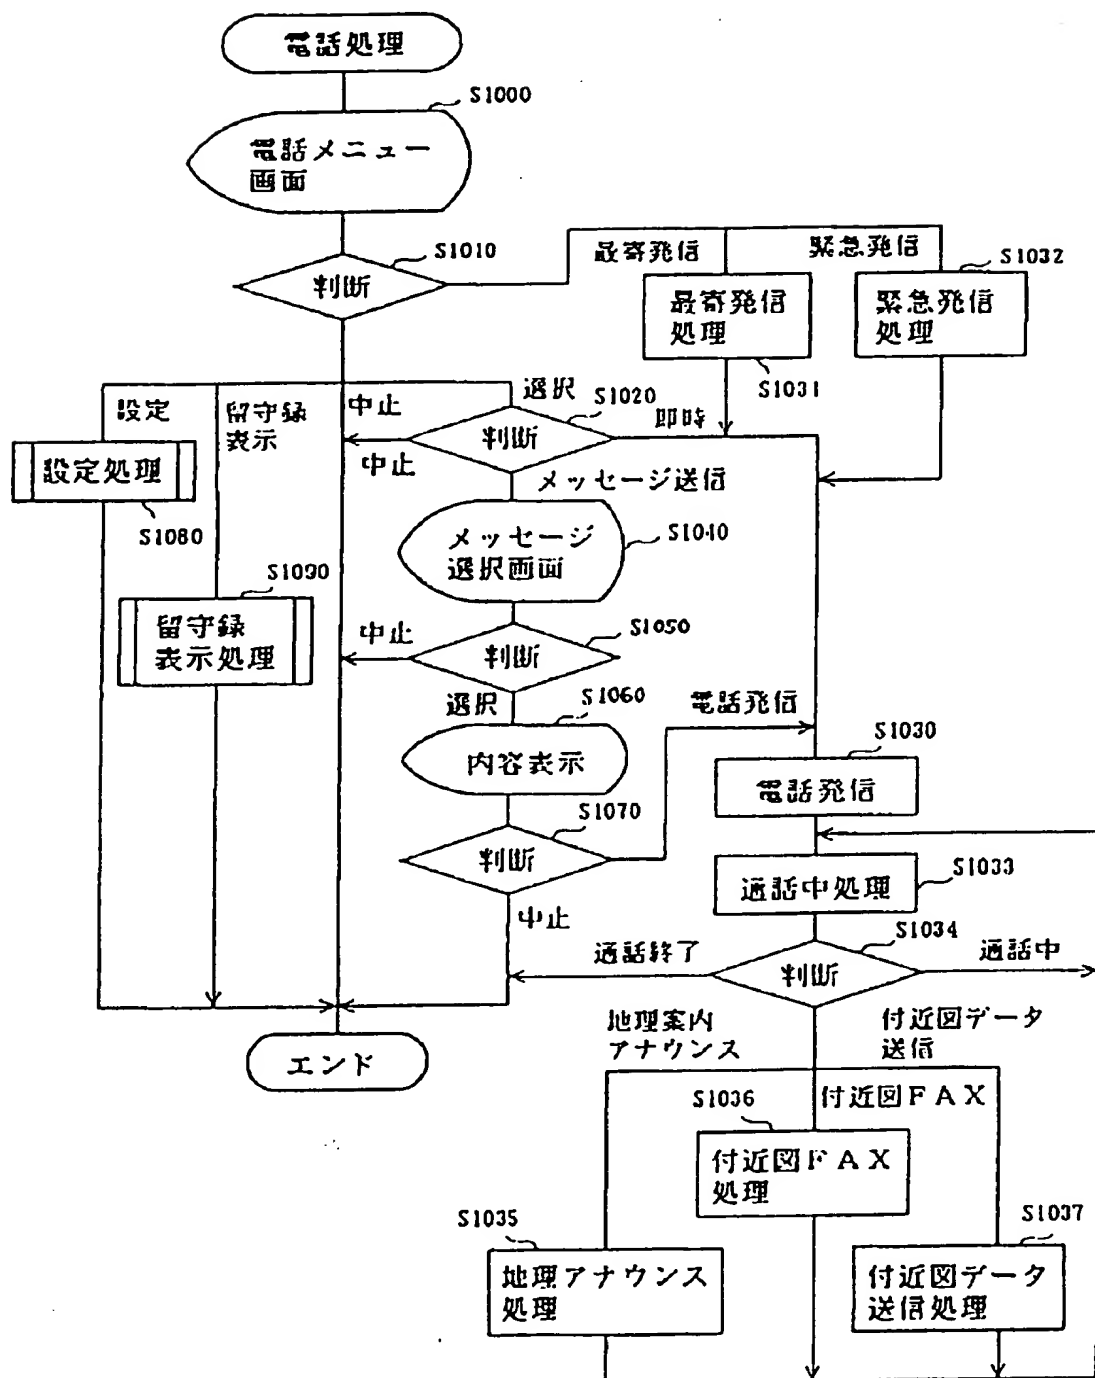 電話処理
S1000
電話メニュー
画面
S1010
判断
最寄発信
緊急発信
S1032
最寄発信
処理
緊急発信
処理
S1031
設定
留守録
表示
中止
選択
S1020
判断
即時
中止
メッセージ送信
設定処理
S1080
メッセージ
選択画面
S1040
S1090
留守録
表示処理
中止
S1050
判断
選択
S1060
内容表示
電話発信
S1030
電話発信
S1070
判断
中止
通話中処理
S1033
S1034
通話終了
判断
通話中
エンド
地理案内
アナウンス
付近図データ
送信
付近図FAX
S1036
付近図FAX
処理
S1035
地理アナウンス
処理
S1037
付近図データ
送信処理